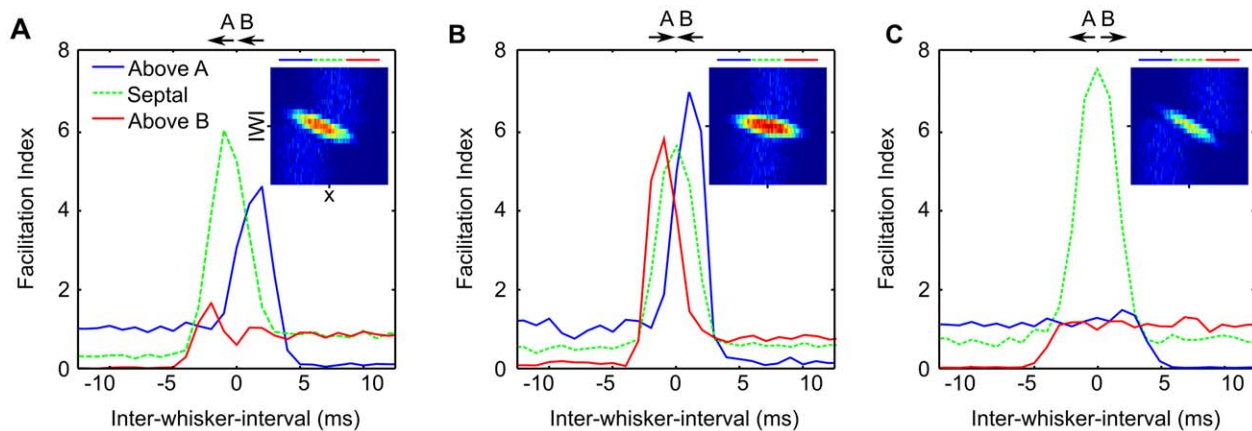 A
A B
8
6
4
2
0
Facilitation Index
Above A
Septal
Above B
IWI
x
-10 -5 0 5 10
Inter-whisker-interval (ms)
B
A B
8
6
4
2
0
Facilitation Index
-10 -5 0 5 10
Inter-whisker-interval (ms)
C
A B
8
6
4
2
0
Facilitation Index
-10 -5 0 5 10
Inter-whisker-interval (ms)